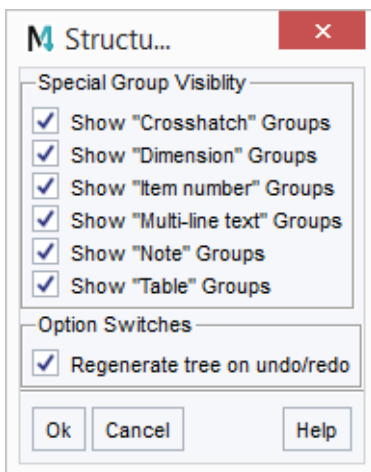 Structu...
Special Group Visiblity
Show "Crosshatch" Groups
Show "Dimension" Groups
Show "Item number" Groups
Show "Multi-line text" Groups
Show "Note" Groups
Show "Table" Groups
Option Switches
Regenerate tree on undo/redo
Ok Cancel Help